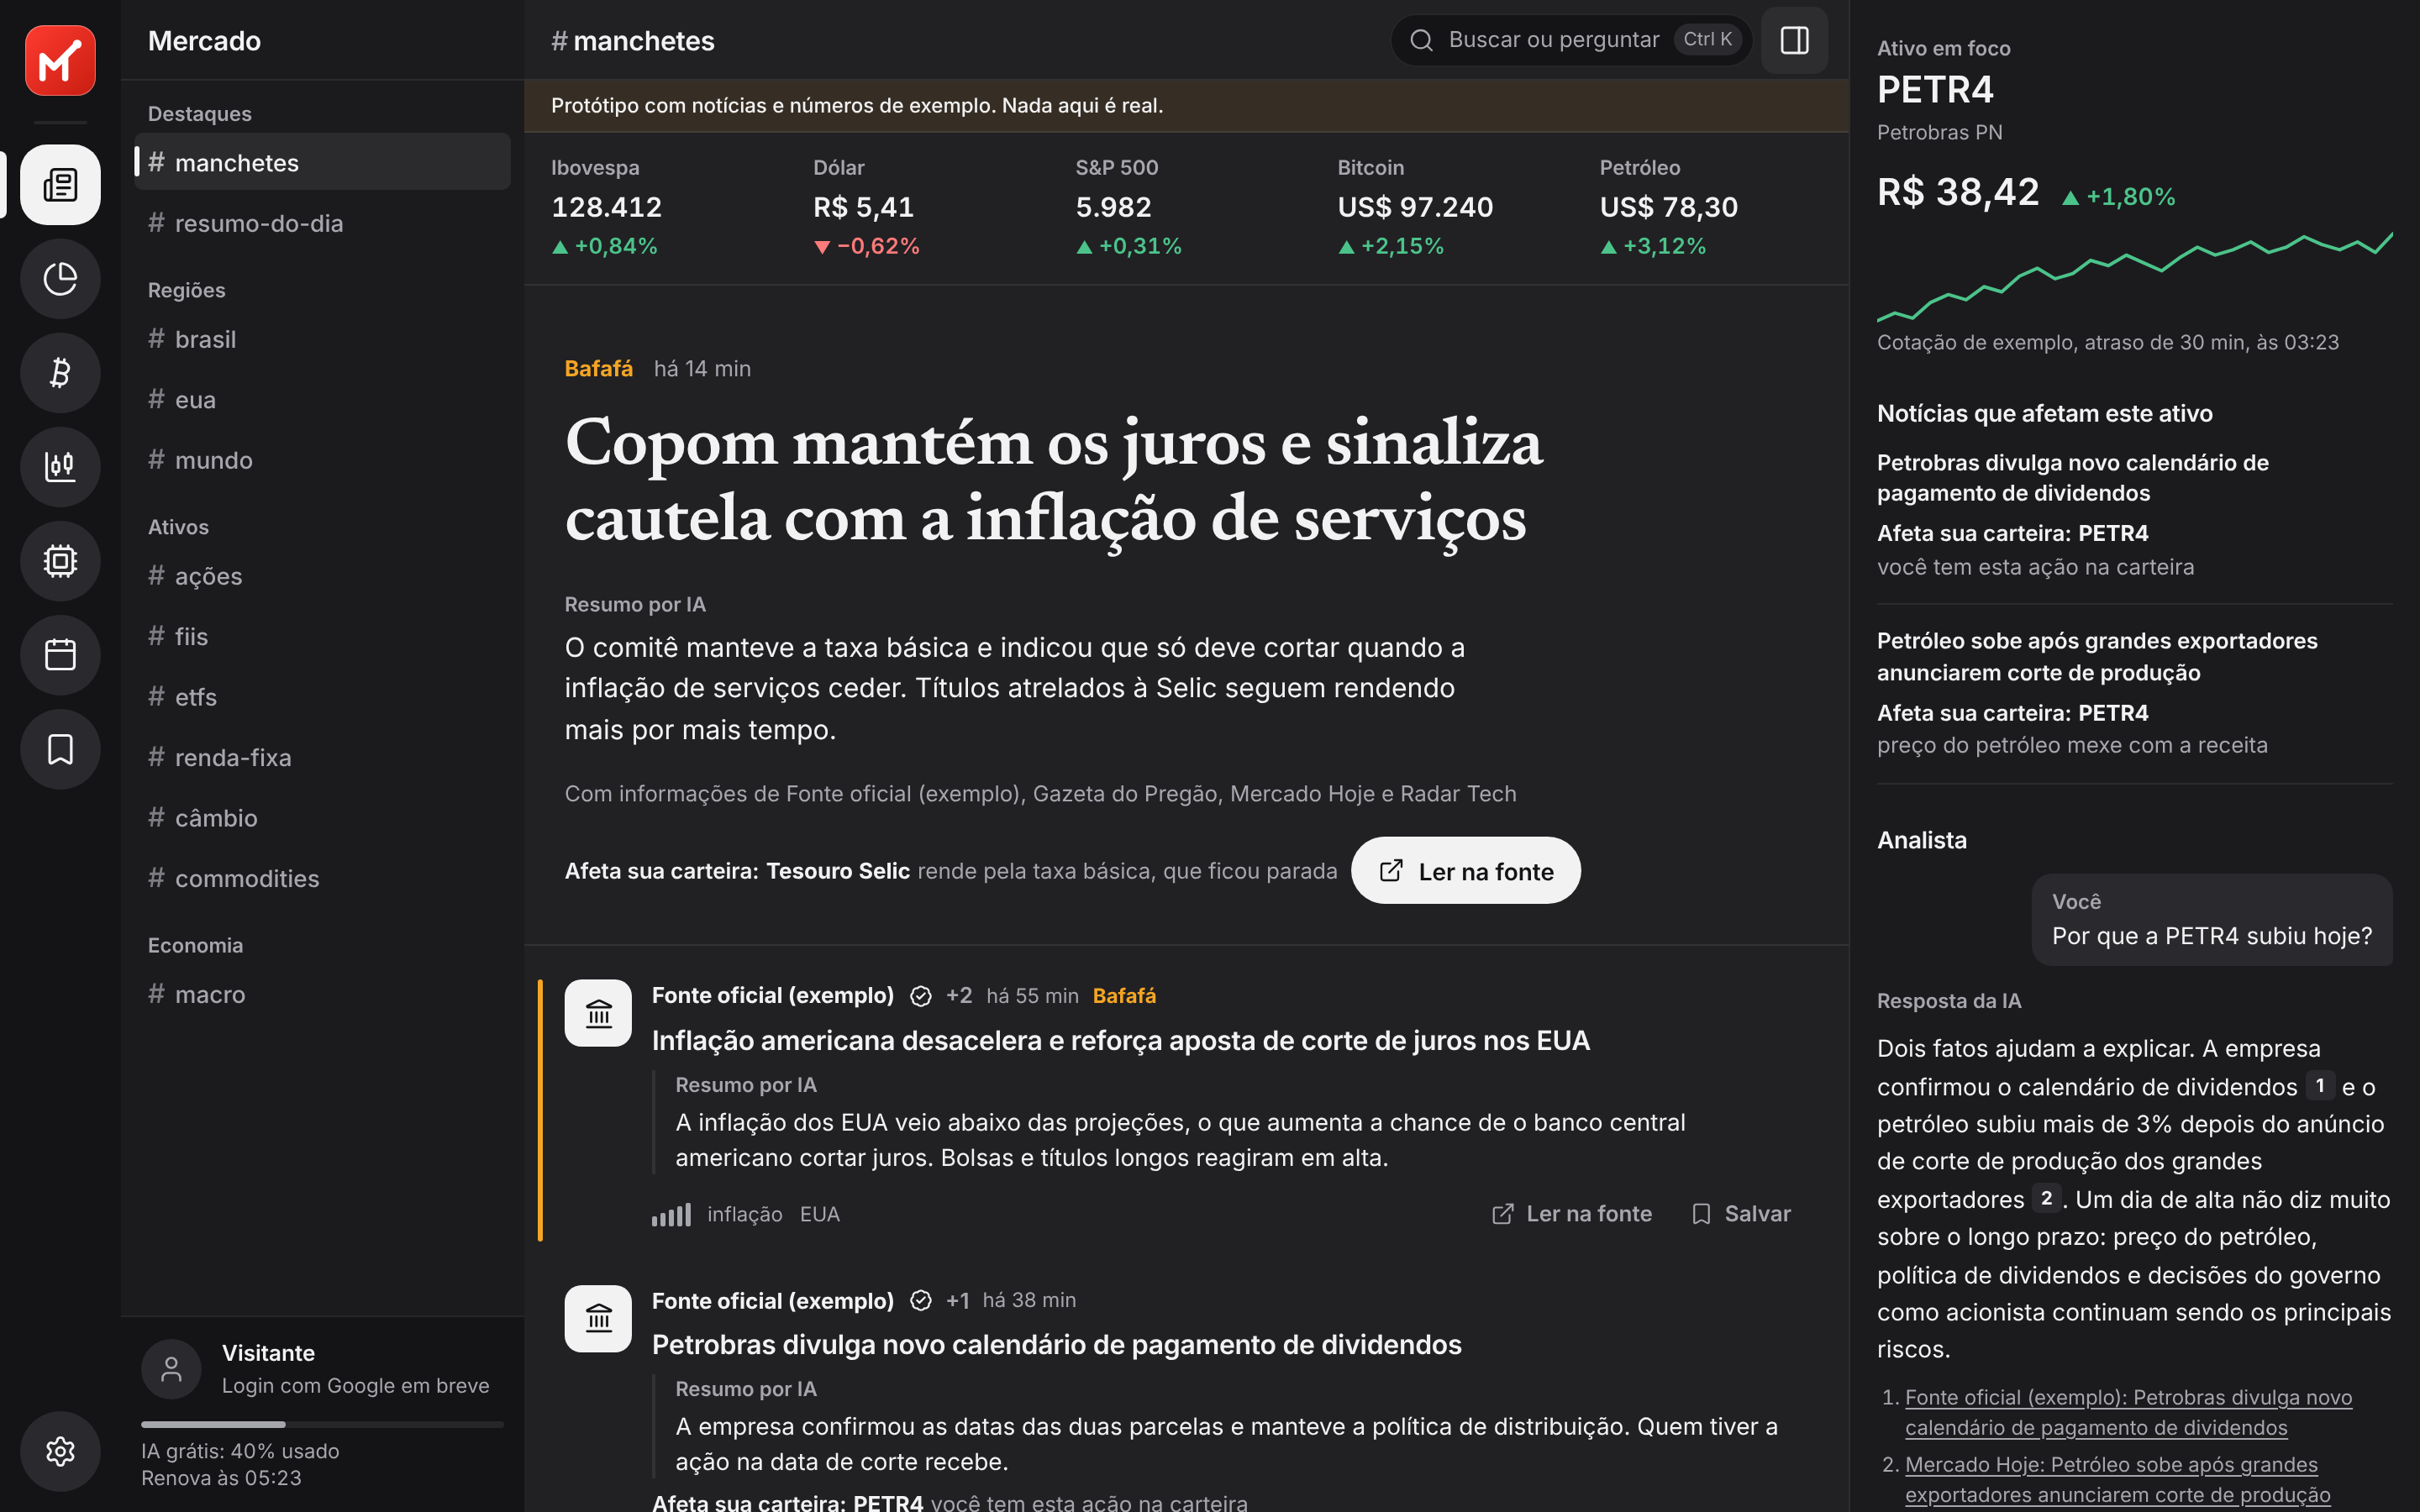 Mercado
Destaques
# manchetes
# resumo-do-dia
Regiões
# brasil
# eua
# mundo
Ativos
# ações
# fiis
# etfs
# renda-fixa
# câmbio
# commodities
Economia
# macro
Visitante
Login com Google em breve
IA grátis: 40% usado
Renova às 05:23
# manchetes
Buscar ou perguntar Ctrl K
Protótipo com notícias e números de exemplo. Nada aqui é real.
Ibovespa
128.412
▲ +0,84%
Dólar
R$ 5,41
▼ −0,62%
S&P 500
5.982
▲ +0,31%
Bitcoin
US$ 97.240
▲ +2,15%
Petróleo
US$ 78,30
▲ +3,12%
Bafafá há 14 min
Copom mantém os juros e sinaliza
cautela com a inflação de serviços
Resumo por IA
O comitê manteve a taxa básica e indicou que só deve cortar quando a
inflação de serviços ceder. Títulos atrelados à Selic seguem rendendo
mais por mais tempo.
Com informações de Fonte oficial (exemplo), Gazeta do Pregão, Mercado Hoje e Radar Tech
Afeta sua carteira: Tesouro Selic rende pela taxa básica, que ficou parada
Ler na fonte
Fonte oficial (exemplo) +2 há 55 min Bafafá
Inflação americana desacelera e reforça aposta de corte de juros nos EUA
Resumo por IA
A inflação dos EUA veio abaixo das projeções, o que aumenta a chance de o banco central
americano cortar juros. Bolsas e títulos longos reagiram em alta.
inflação EUA
Ler na fonte
Salvar
Fonte oficial (exemplo) +1 há 38 min
Petrobras divulga novo calendário de pagamento de dividendos
Resumo por IA
A empresa confirmou as datas das duas parcelas e manteve a política de distribuição. Quem tiver a
ação na data de corte recebe.
Afeta sua carteira: PETR4 você tem esta ação na carteira
Ativo em foco
PETR4
Petrobras PN
R$ 38,42 ▲ +1,80%
Cotação de exemplo, atraso de 30 min, às 03:23
Notícias que afetam este ativo
Petrobras divulga novo calendário de
pagamento de dividendos
Afeta sua carteira: PETR4
você tem esta ação na carteira
Petróleo sobe após grandes exportadores
anunciarem corte de produção
Afeta sua carteira: PETR4
preço do petróleo mexe com a receita
Analista
Você
Por que a PETR4 subiu hoje?
Resposta da IA
Dois fatos ajudam a explicar. A empresa
confirmou o calendário de dividendos 1 e o
petróleo subiu mais de 3% depois do anúncio
de corte de produção dos grandes
exportadores 2 . Um dia de alta não diz muito
sobre o longo prazo: preço do petróleo,
política de dividendos e decisões do governo
como acionista continuam sendo os principais
riscos.
1. Fonte oficial (exemplo): Petrobras divulga novo
calendário de pagamento de dividendos
2. Mercado Hoje: Petróleo sobe após grandes
exportadores anunciarem corte de produção